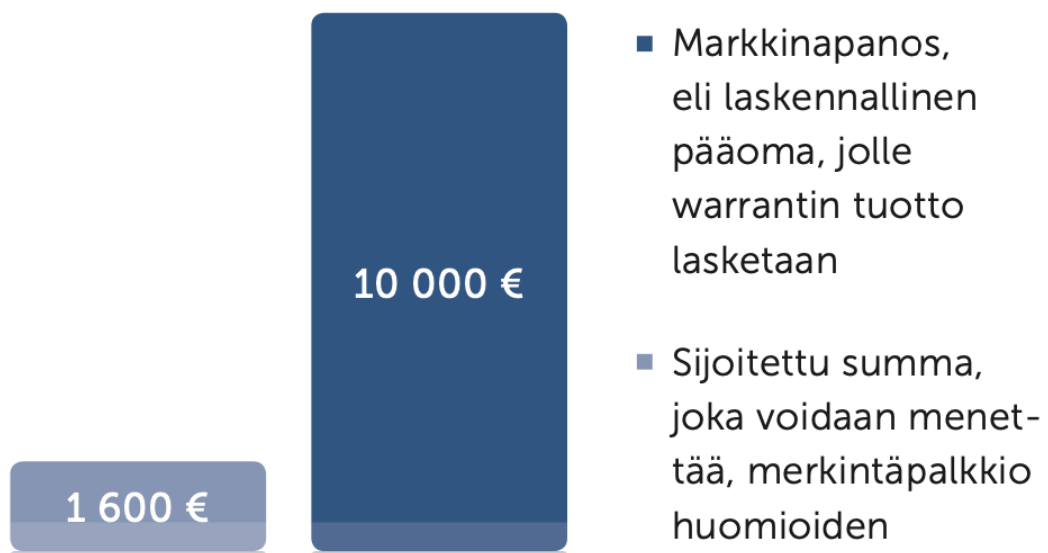 Markkinapanos,
eli laskennallinen
pääoma, jolle
warrantin tuotto
lasketaan
10 000 €
Sijoitettu summa,
joka voidaan menet-
tää, merkintäpalkkio
huomioiden
1 600 €